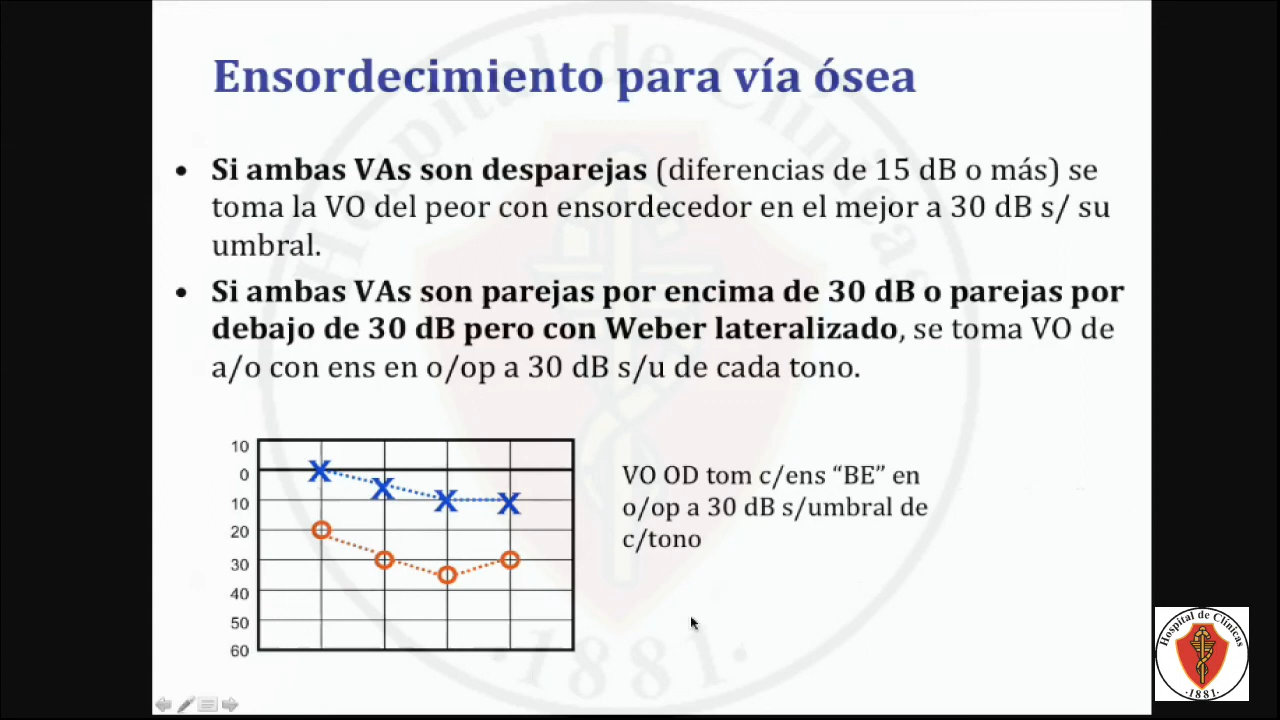 Ensordecimiento para vía ósea
• Si ambas VAs son desparejas (diferencias de 15 dB o más) se
toma la VO del peor con ensordecedor en el mejor a 30 dB s/ su
umbral.
• Si ambas VAs son parejas por encima de 30 dB o parejas por
debajo de 30 dB pero con Weber lateralizado, se toma VO de
a/o con ens en o/op a 30 dB s/u de cada tono.
10
0
10
20
30
40
50
60
VO OD tom c/ens “BE” en
o/op a 30 dB s/umbral de
c/tono
Hospital de Clínicas
·1881·
Hospital de Clínicas
·1881·